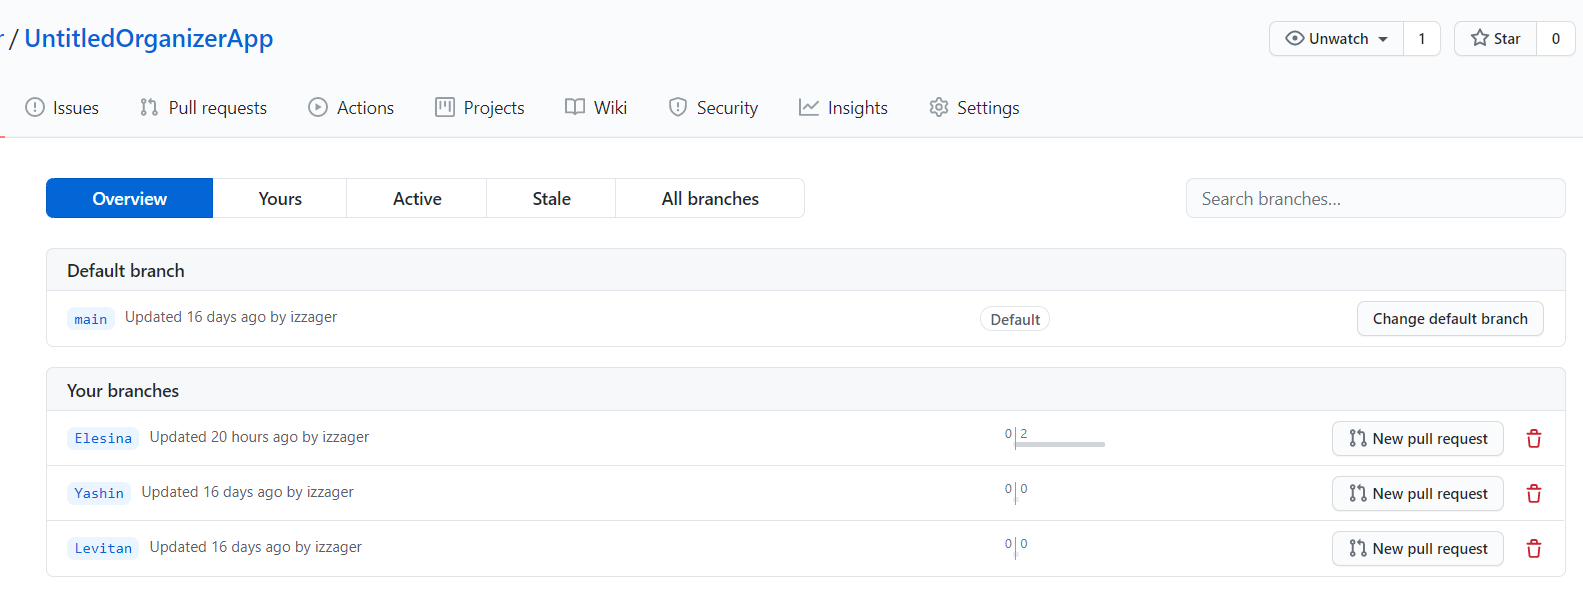 / UntitledOrganizerApp
Unwatch 1 Star 0
Issues Pull requests Actions Projects Wiki Security Insights Settings
Overview Yours Active Stale All branches Search branches...
Default branch
main Updated 16 days ago by izzager Default Change default branch
Your branches
Elesina Updated 20 hours ago by izzager 0 2 New pull request
Yashin Updated 16 days ago by izzager 0 0 New pull request
Levitan Updated 16 days ago by izzager 0 0 New pull request